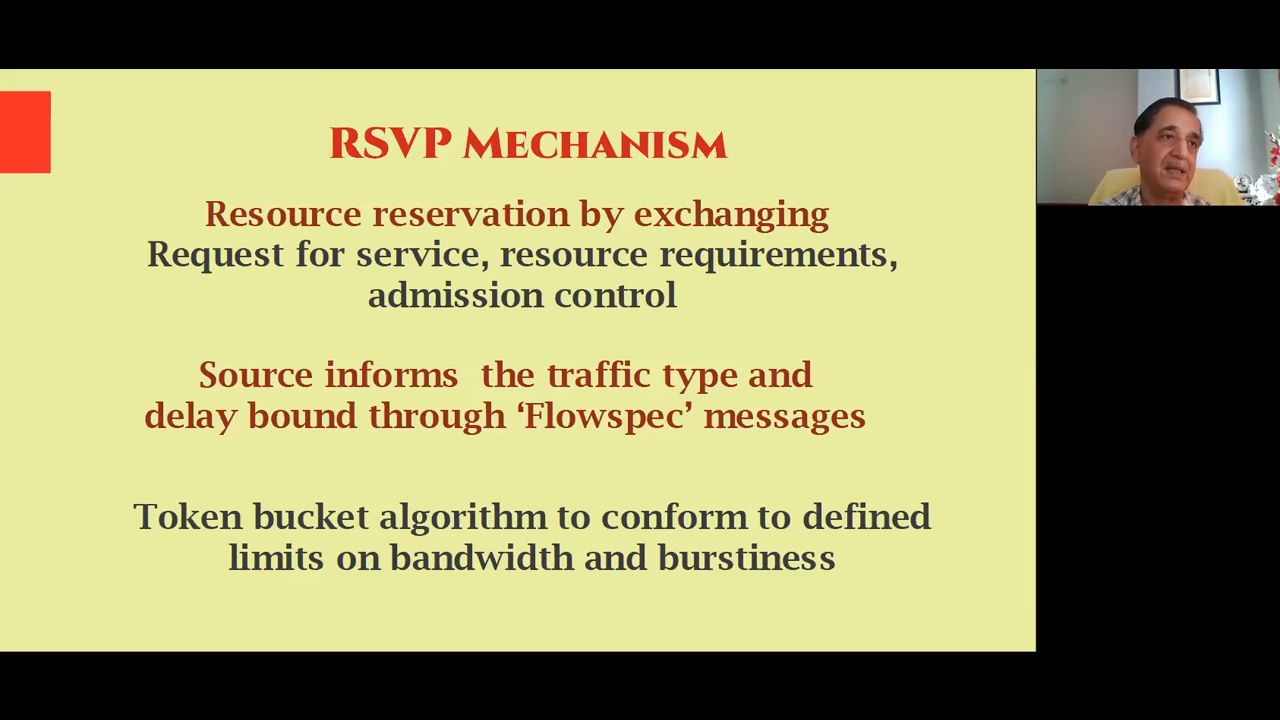 RSVP Mechanism
Resource reservation by exchanging
Request for service, resource requirements,
admission control
Source informs the traffic type and
delay bound through ‘Flowspec’ messages
Token bucket algorithm to conform to defined
limits on bandwidth and burstiness